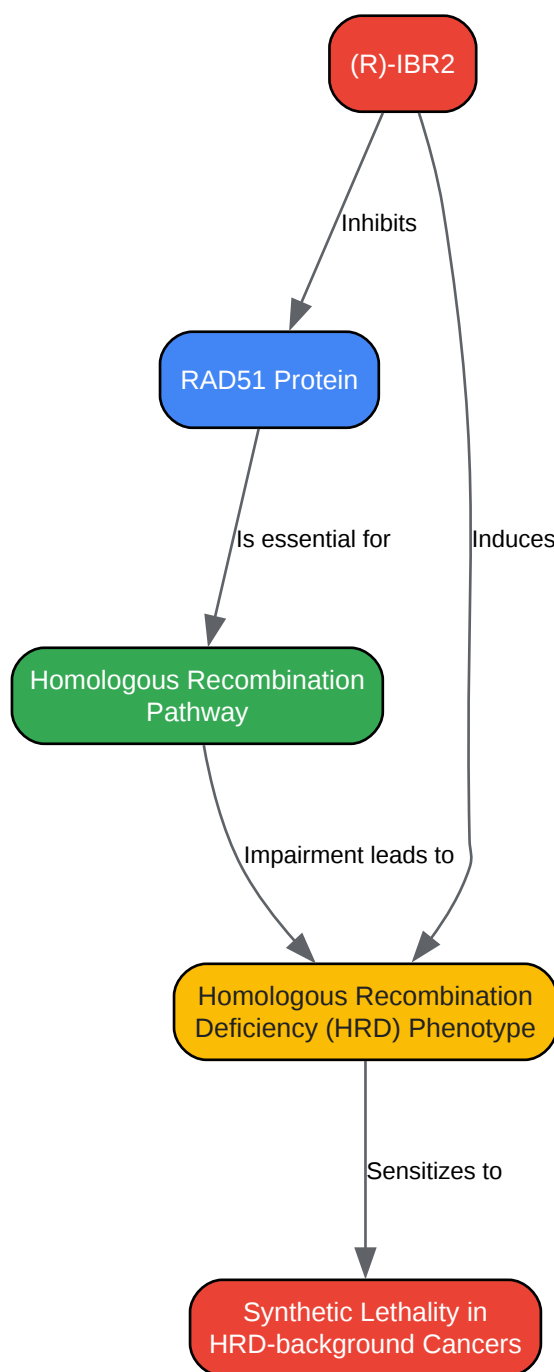 (R)-IBR2
Inhibits
RAD51 Protein
Is essential for
Induces
Homologous Recombination
Pathway
Impairment leads to
Homologous Recombination
Deficiency (HRD) Phenotype
Sensitizes to
Synthetic Lethality in
HRD-background Cancers